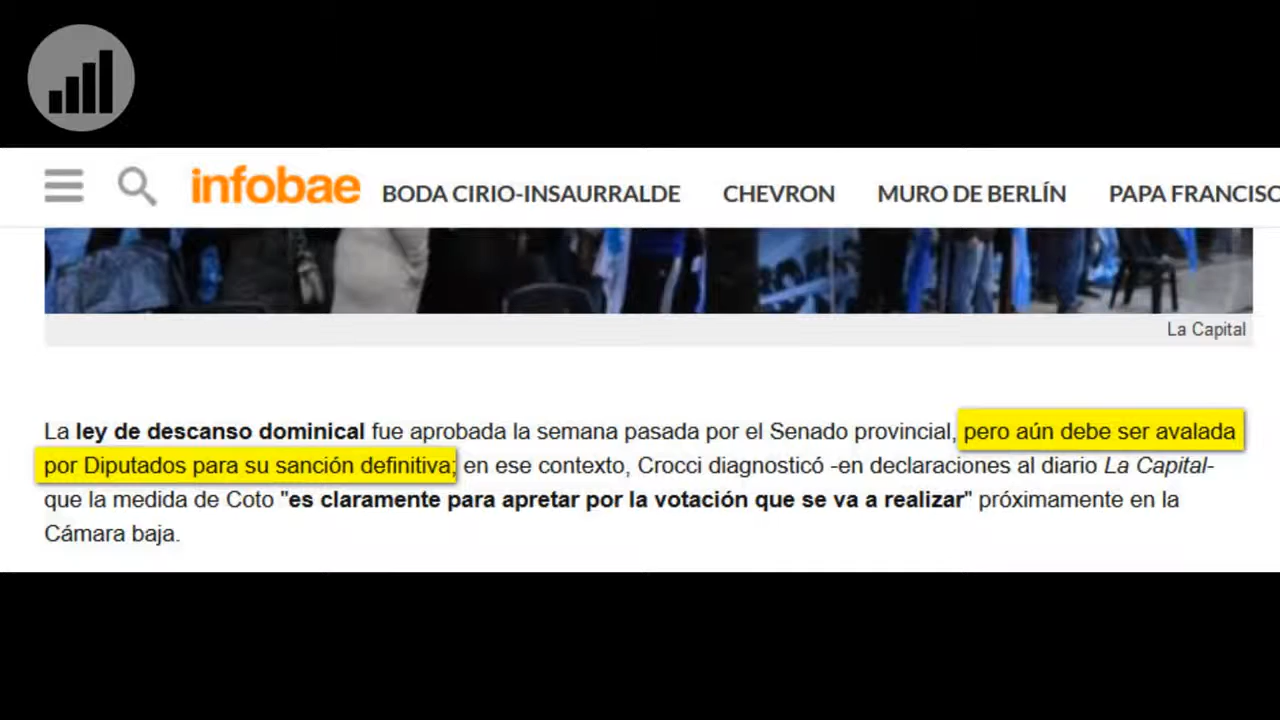 infobae BODA CIRIO-INSAURRALDE CHEVRON MURO DE BERLÍN PAPA FRANCISC
La Capital
La ley de descanso dominical fue aprobada la semana pasada por el Senado provincial, pero aún debe ser avalada
por Diputados para su sanción definitiva; en ese contexto, Crocci diagnosticó -en declaraciones al diario La Capital-
que la medida de Coto "es claramente para apretar por la votación que se va a realizar" próximamente en la
Cámara baja.